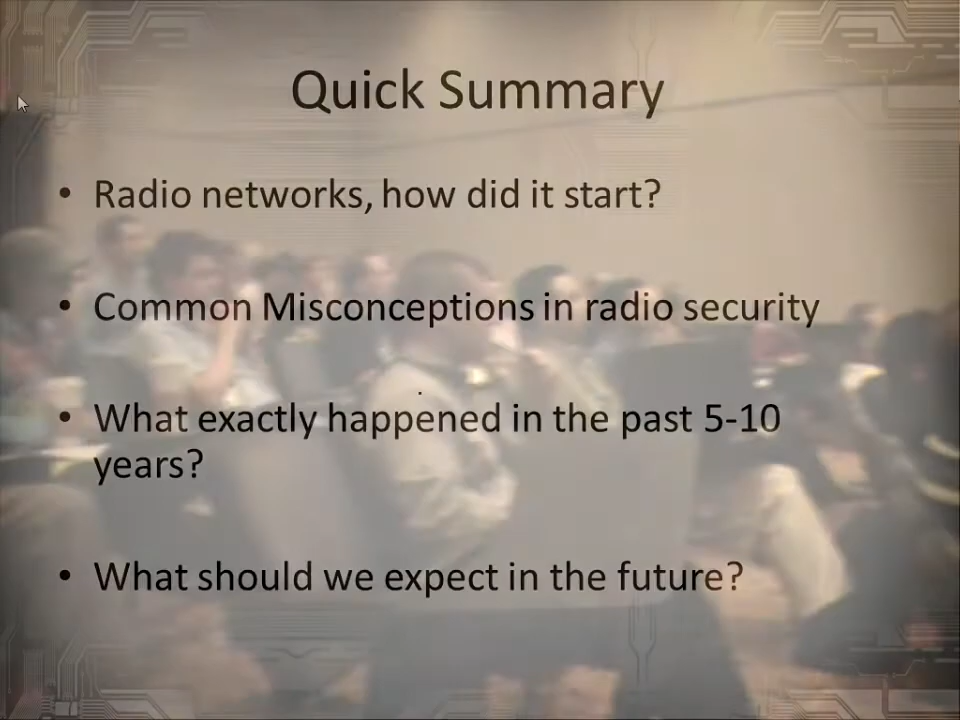 Quick Summary
• Radio networks, how did it start?
• Common Misconceptions in radio security
• What exactly happened in the past 5-10
years?
• What should we expect in the future?